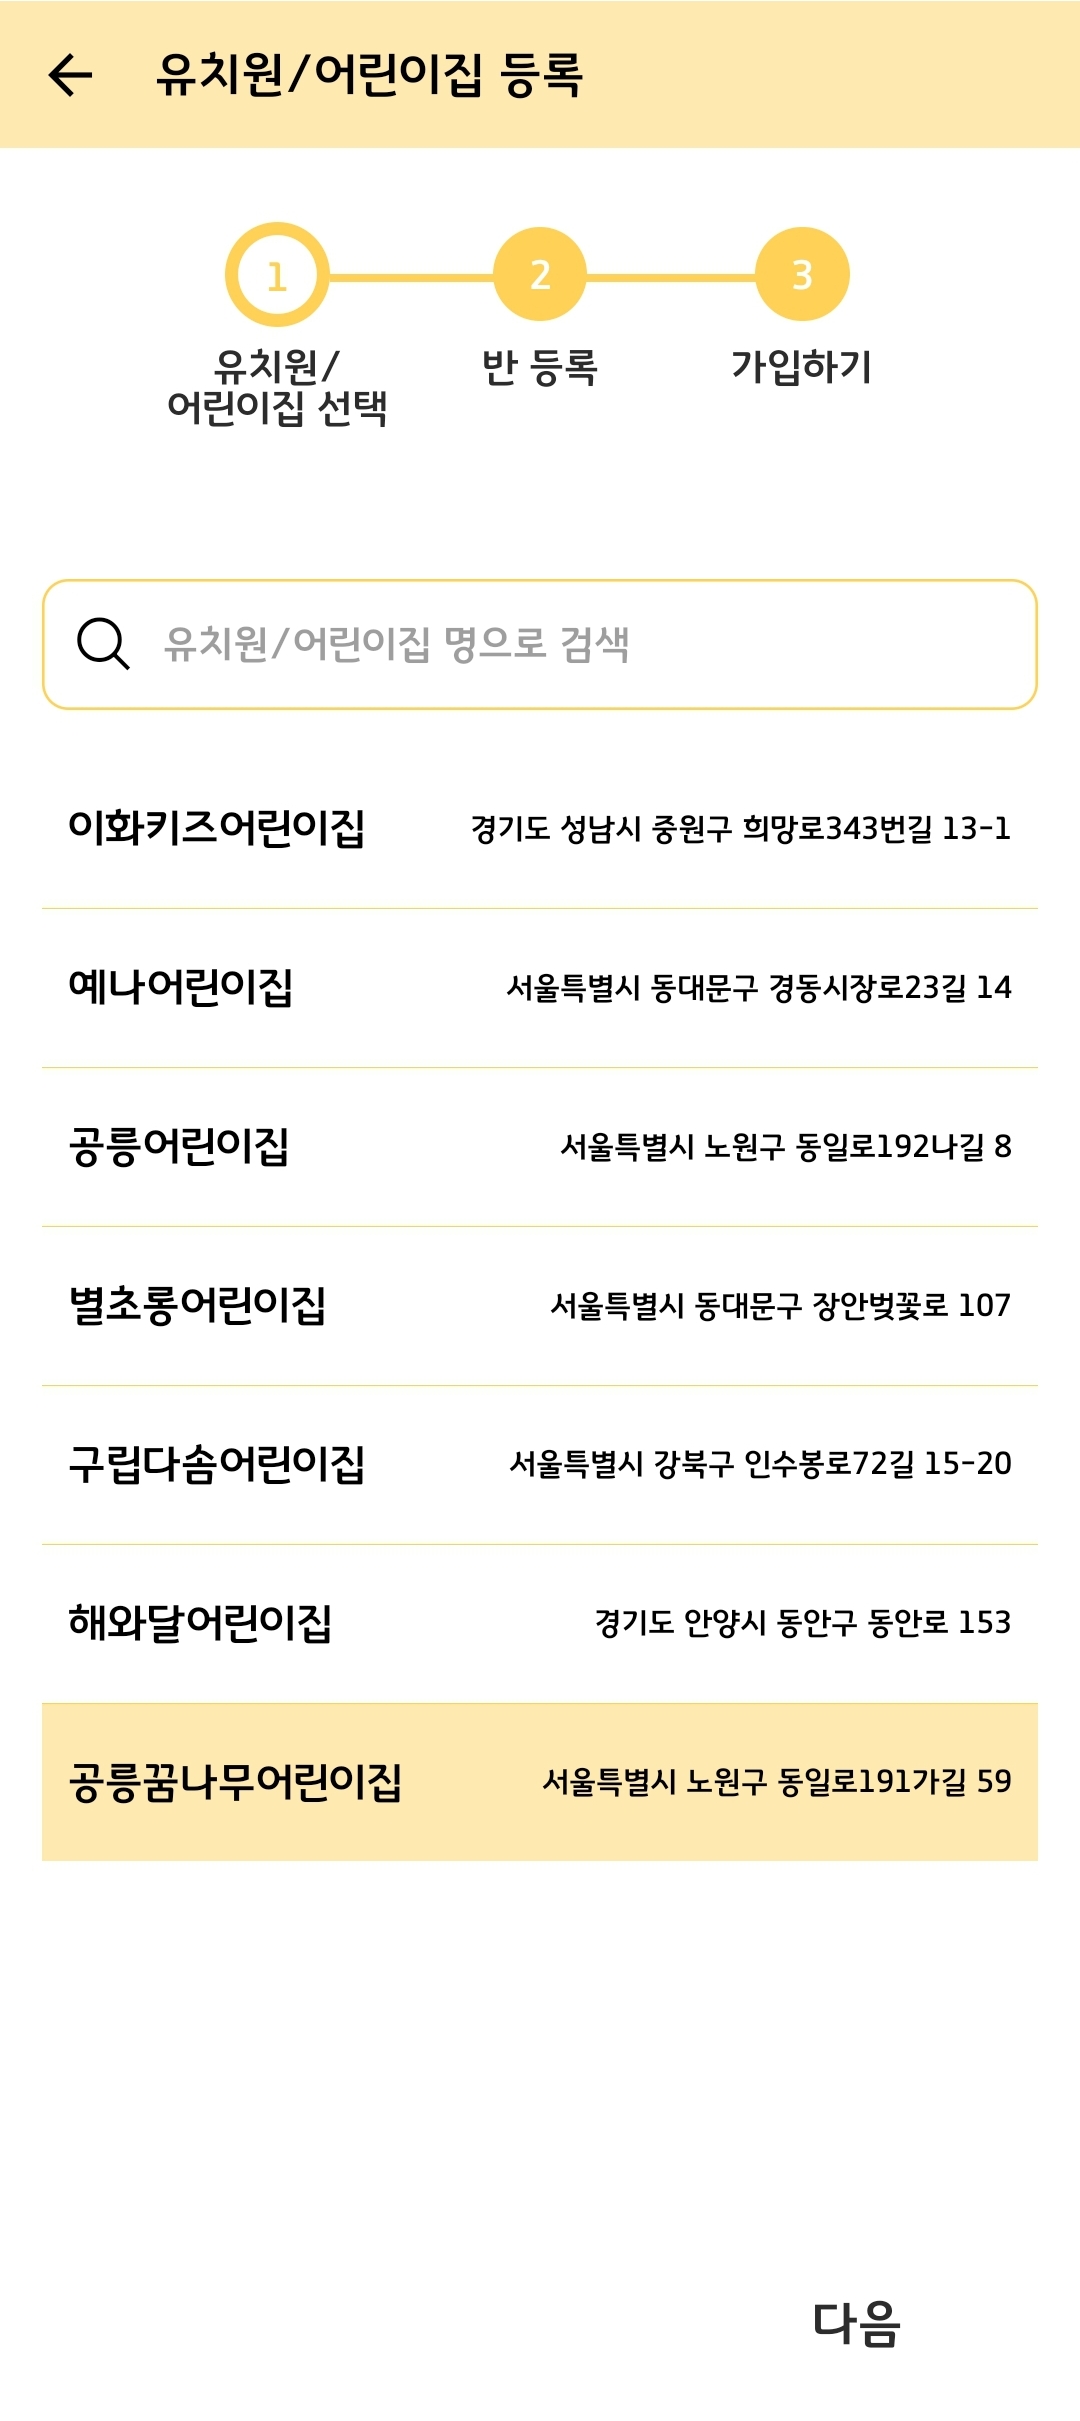 유치원/어린이집 등록
1
2
3
유치원/
어린이집 선택
반 등록
가입하기
유치원/어린이집 명으로 검색
이화키즈어린이집 경기도 성남시 중원구 희망로343번길 13-1
예나어린이집 서울특별시 동대문구 경동시장로23길 14
공릉어린이집 서울특별시 노원구 동일로192나길 8
별초롱어린이집 서울특별시 동대문구 장안벚꽃로 107
구립다솜어린이집 서울특별시 강북구 인수봉로72길 15-20
해와달어린이집 경기도 안양시 동안구 동안로 153
공릉꿈나무어린이집 서울특별시 노원구 동일로191가길 59
다음